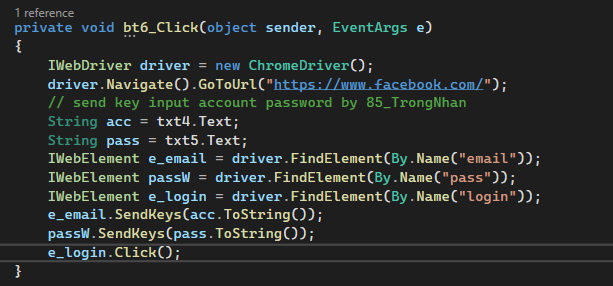 1 reference
private void bt6_Click(object sender, EventArgs e)
{
    IWebDriver driver = new ChromeDriver();
    driver.Navigate().GoToUrl("https://www.facebook.com/");
    // send key input account password by 85_TrongNhan
    String acc = txt4.Text;
    String pass = txt5.Text;
    IWebElement e_email = driver.FindElement(By.Name("email"));
    IWebElement passW = driver.FindElement(By.Name("pass"));
    IWebElement e_login = driver.FindElement(By.Name("login"));
    e_email.SendKeys(acc.ToString());
    passW.SendKeys(pass.ToString());
    e_login.Click();
}